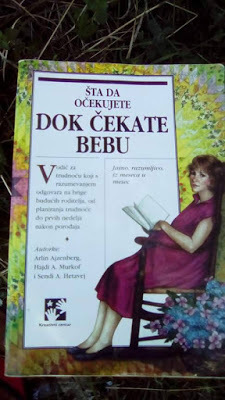 ŠTA DA
OČEKUJETE
DOK ČEKATE
BEBU
Vodič za
trudnoću koji s
razumevanjem
odgovara na brige
budućih roditelja, od
planiranja trudnoće
do prvih nedelja
nakon porođaja
Jasno, razumljivo,
iz meseca u
mesec
Autorke:
Arlin Ajzenberg,
Hajdi A. Murkof
i Sendi A. Hatavej
Kreativni centar